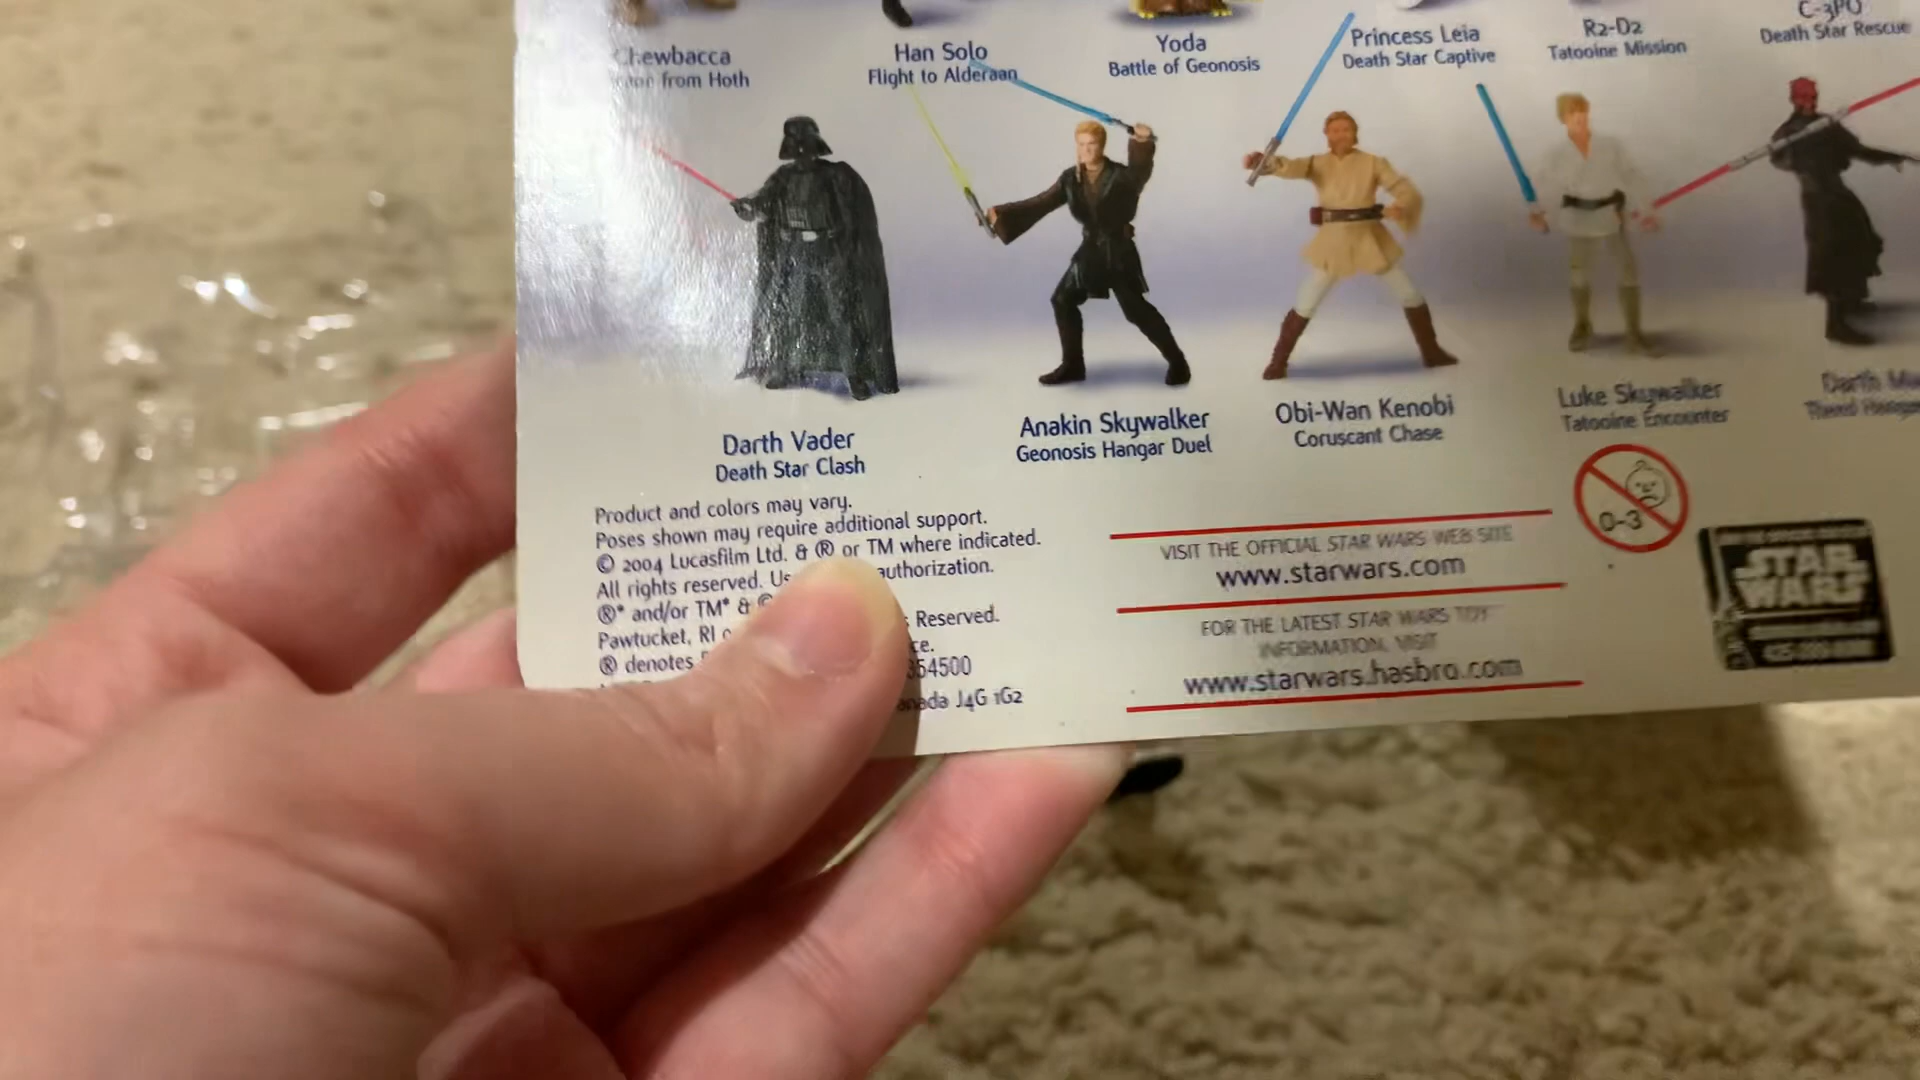 Chewbacca
from Hoth
Han Solo
Flight to Alderaan
Yoda
Battle of Geonosis
Princess Leia
Death Star Captive
R2-D2
Tatooine Mission
C-3PO
Death Star Rescue
Darth Vader
Death Star Clash
Anakin Skywalker
Geonosis Hangar Duel
Obi-Wan Kenobi
Coruscant Chase
Luke Skywalker
Tatooine Encounter
Darth
Product and colors may vary.
Poses shown may require additional support.
© 2004 Lucasfilm Ltd. & ® or TM where indicated.
All rights reserved. authorization.
®* and/or TM* & © Reserved.
Pawtucket, RI
® denotes
354500
J4G 1G2
VISIT THE OFFICIAL STAR WARS WEB SITE
www.starwars.com
FOR THE LATEST STAR WARS TOY
INFORMATION, VISIT
www.starwars.hasbro.com
0-3
STAR
WARS